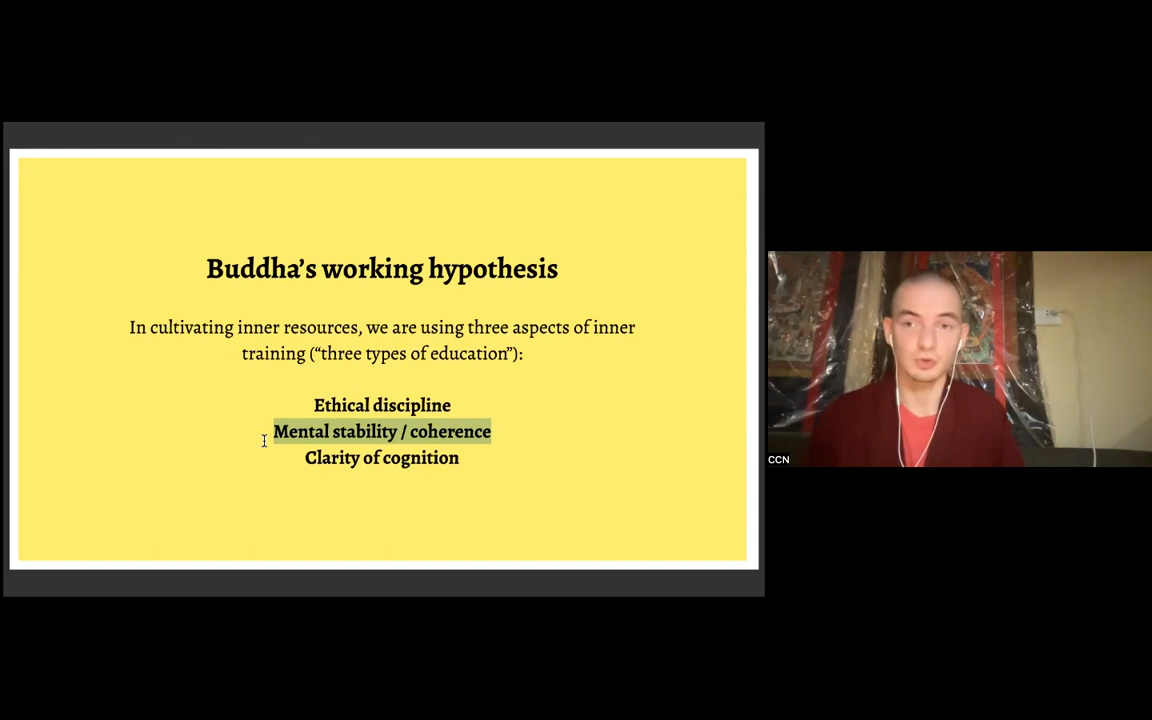 Buddha’s working hypothesis
In cultivating inner resources, we are using three aspects of inner
training (“three types of education”):
Ethical discipline
Mental stability / coherence
Clarity of cognition
CCN